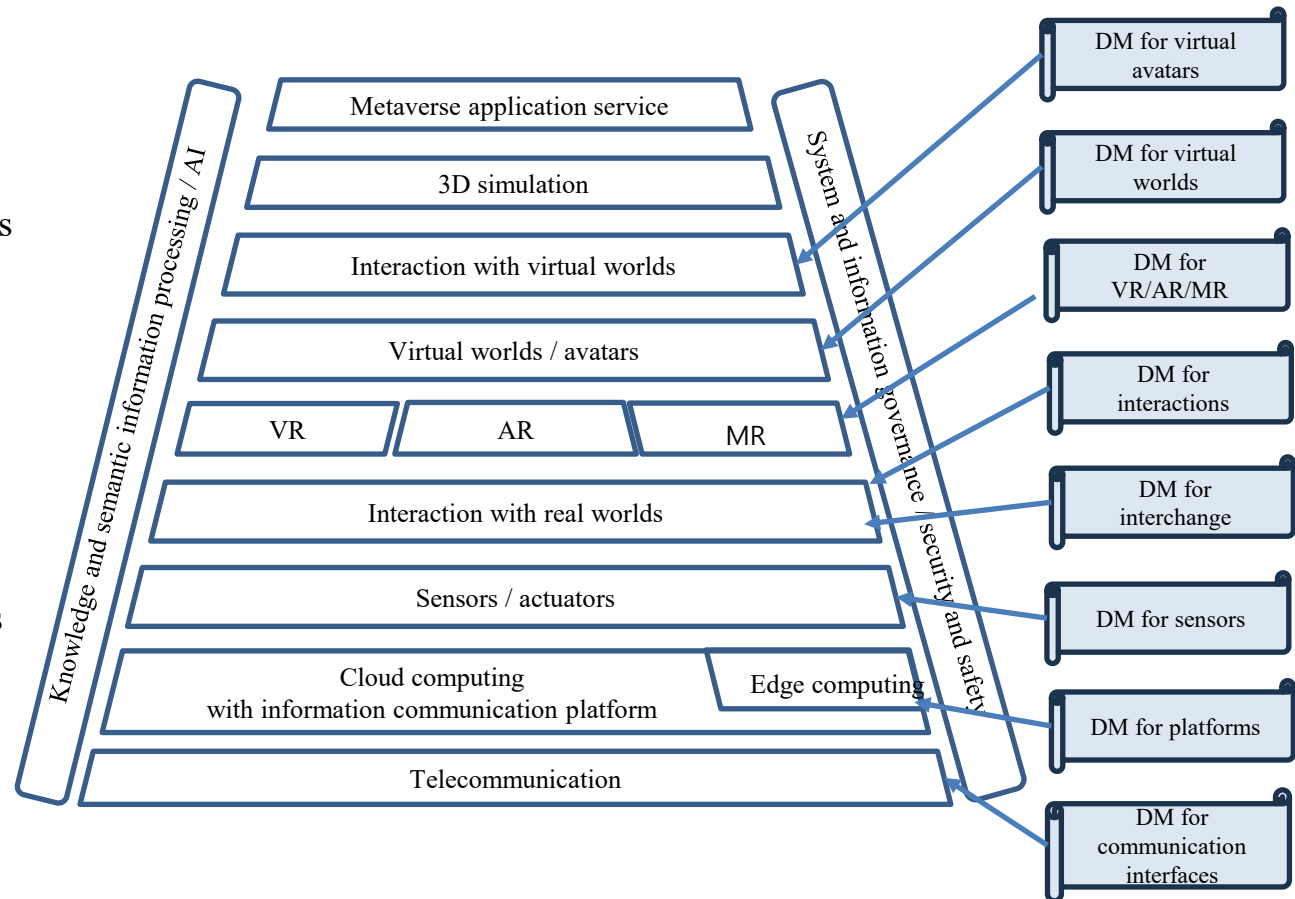 Metaverse application service
3D simulation
Interaction with virtual worlds
Virtual worlds / avatars
VR
AR
MR
Interaction with real worlds
Sensors / actuators
Cloud computing
with information communication platform
Edge computing
Telecommunication
Knowledge and semantic information processing / AI
System and information governance / security and safety
DM for virtual
avatars
DM for virtual
worlds
DM for
VR/AR/MR
DM for
interactions
DM for
interchange
DM for sensors
DM for platforms
DM for
communication
interfaces